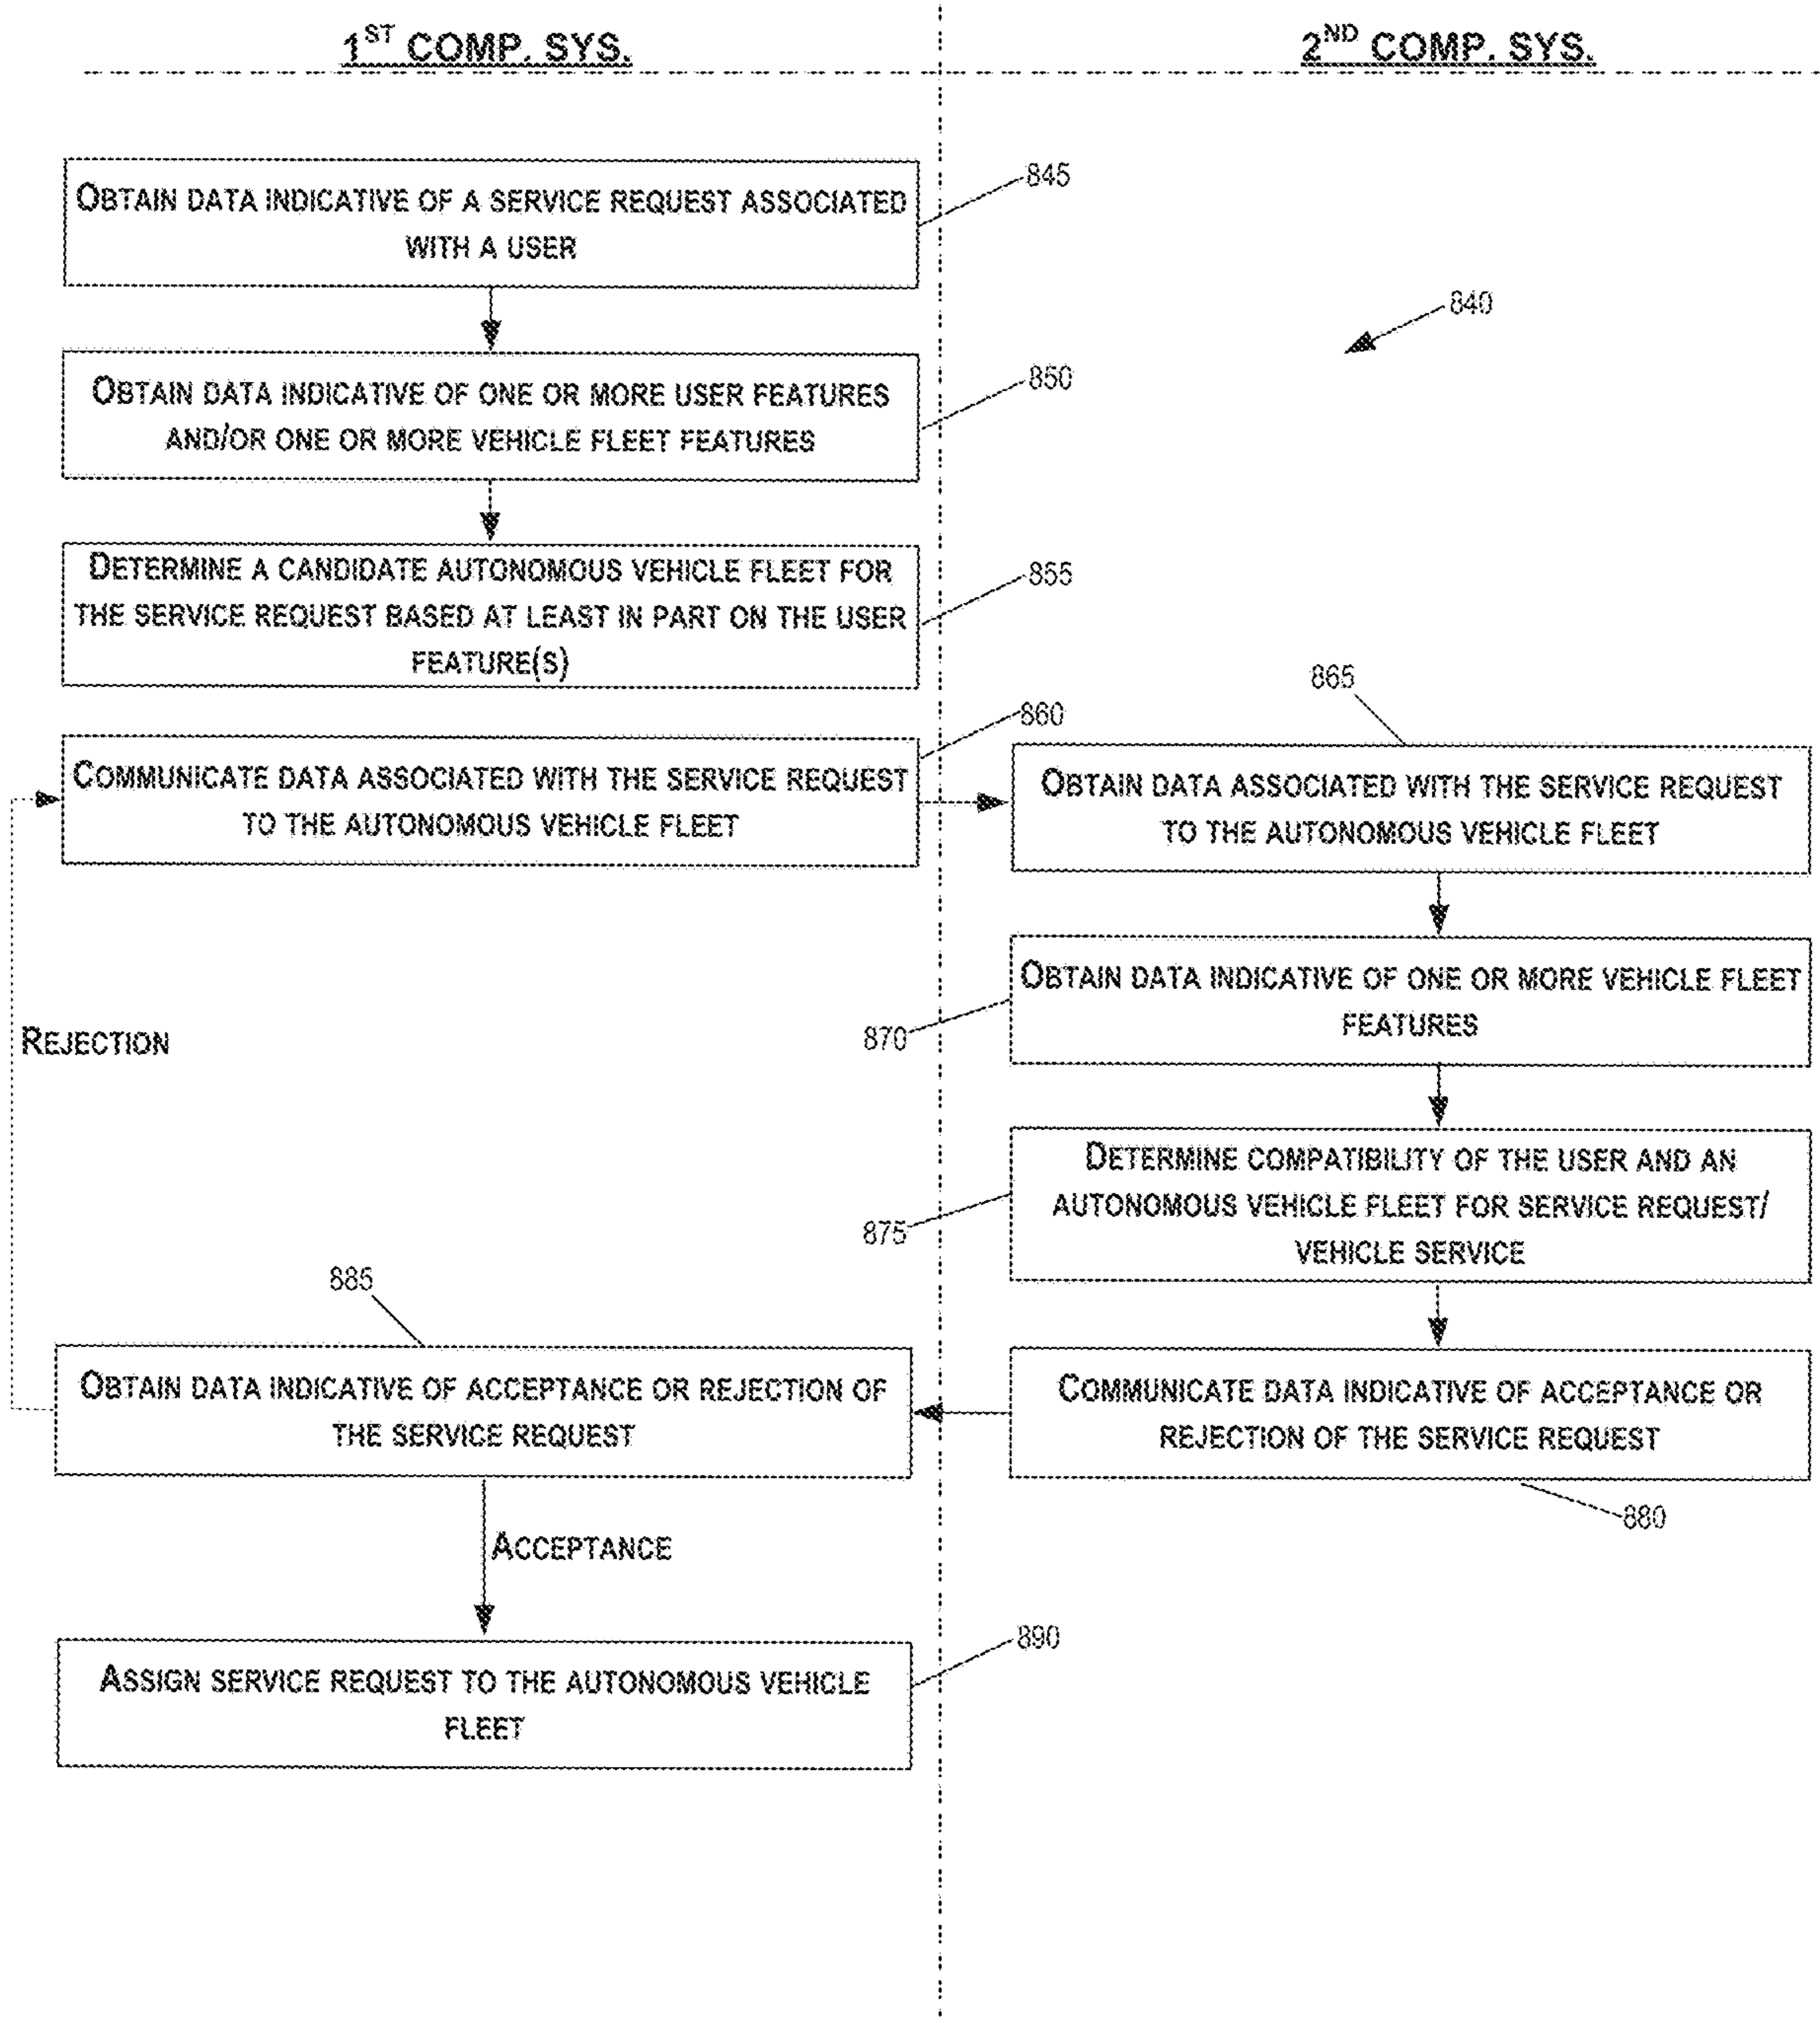 1ST COMP. SYS.
2ND COMP. SYS.
OBTAIN DATA INDICATIVE OF A SERVICE REQUEST ASSOCIATED
WITH A USER
845
840
OBTAIN DATA INDICATIVE OF ONE OR MORE USER FEATURES
AND/OR ONE OR MORE VEHICLE FLEET FEATURES
850
DETERMINE A CANDIDATE AUTONOMOUS VEHICLE FLEET FOR
THE SERVICE REQUEST BASED AT LEAST IN PART ON THE USER
FEATURE(S)
855
COMMUNICATE DATA ASSOCIATED WITH THE SERVICE REQUEST
TO THE AUTONOMOUS VEHICLE FLEET
860
865
OBTAIN DATA ASSOCIATED WITH THE SERVICE REQUEST
TO THE AUTONOMOUS VEHICLE FLEET
OBTAIN DATA INDICATIVE OF ONE OR MORE VEHICLE FLEET
FEATURES
870
REJECTION
DETERMINE COMPATIBILITY OF THE USER AND AN
AUTONOMOUS VEHICLE FLEET FOR SERVICE REQUEST/
VEHICLE SERVICE
875
COMMUNICATE DATA INDICATIVE OF ACCEPTANCE OR
REJECTION OF THE SERVICE REQUEST
880
885
OBTAIN DATA INDICATIVE OF ACCEPTANCE OR REJECTION OF
THE SERVICE REQUEST
ACCEPTANCE
ASSIGN SERVICE REQUEST TO THE AUTONOMOUS VEHICLE
FLEET
890